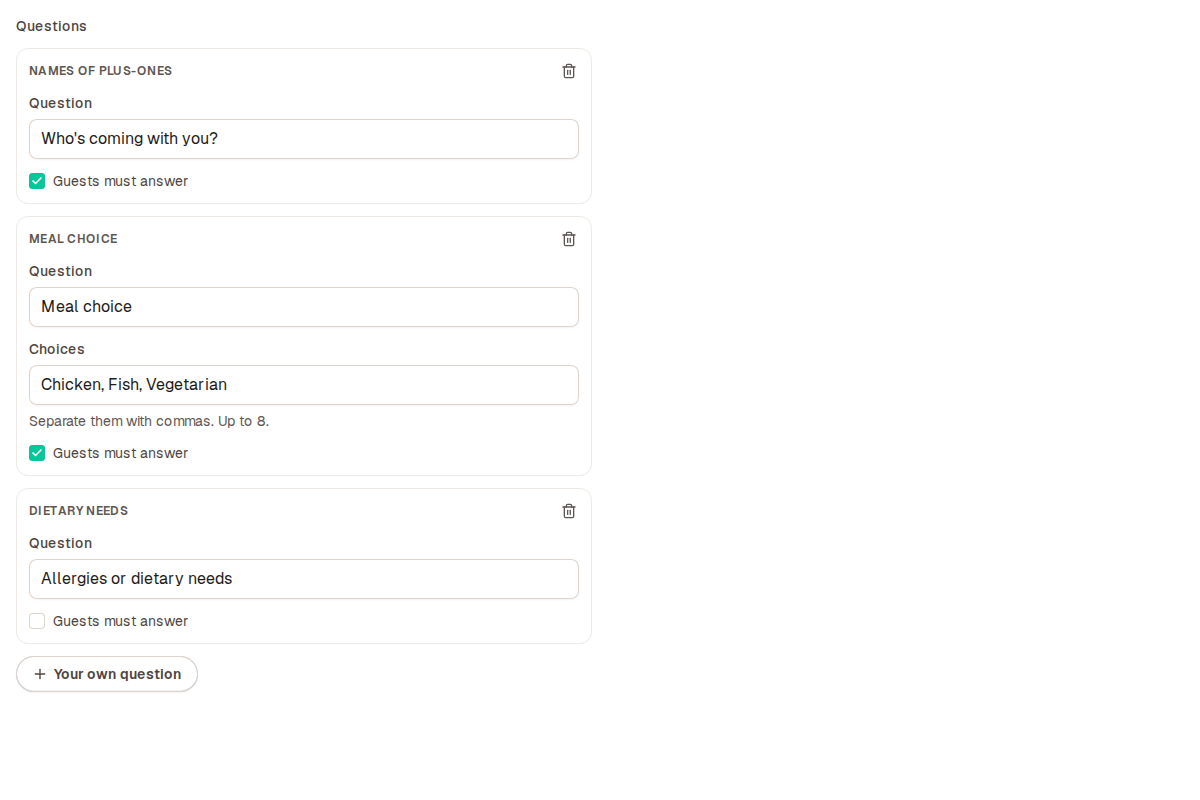 Questions
NAMES OF PLUS-ONES
Question
Who's coming with you?
Guests must answer
MEAL CHOICE
Question
Meal choice
Choices
Chicken, Fish, Vegetarian
Separate them with commas. Up to 8.
Guests must answer
DIETARY NEEDS
Question
Allergies or dietary needs
Guests must answer
Your own question